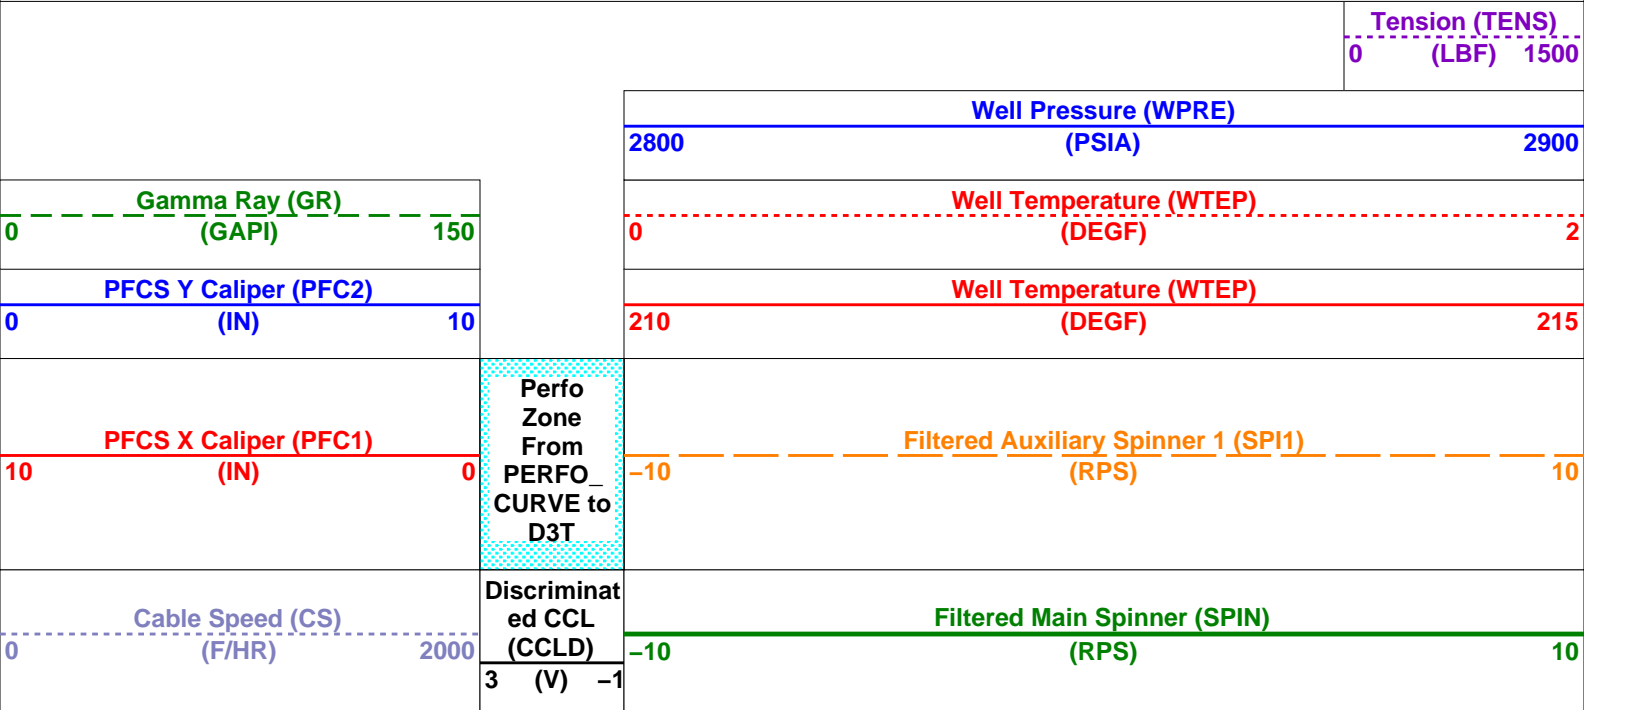 Tension (TENS)
0 (LBF) 1500
Well Pressure (WPRE)
2800 (PSIA) 2900
Gamma Ray (GR)
0 (GAPI) 150
Well Temperature (WTEP)
0 (DEGF) 2
PFCS Y Caliper (PFC2)
0 (IN) 10
Well Temperature (WTEP)
210 (DEGF) 215
PFCS X Caliper (PFC1)
10 (IN) 0
Perfo
Zone
From
PERFO_
CURVE to
D3T
Filtered Auxiliary Spinner 1 (SPI1)
−10 (RPS) 10
Cable Speed (CS)
0 (F/HR) 2000
Discriminat
ed CCL
(CCLD)
3 (V) −1
Filtered Main Spinner (SPIN)
−10 (RPS) 10